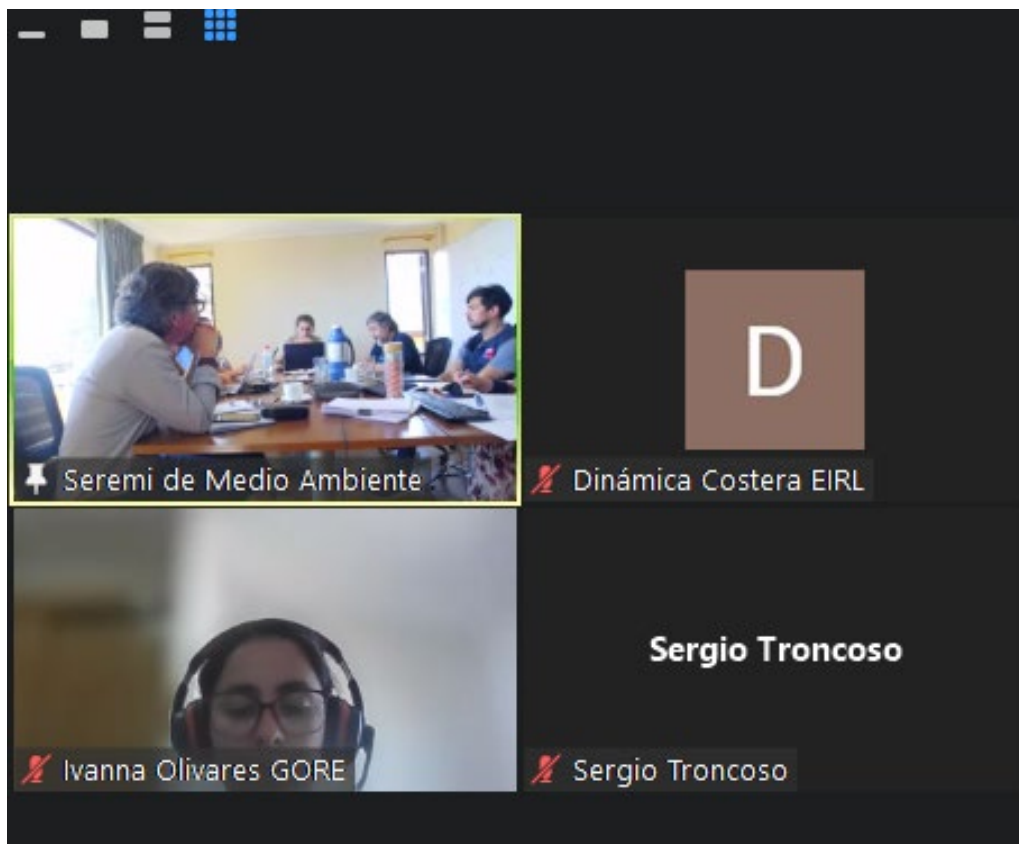 Seremi de Medio Ambiente
D
Dinámica Costera EIRL
Ivanna Olivares GORE
Sergio Troncoso
Sergio Troncoso